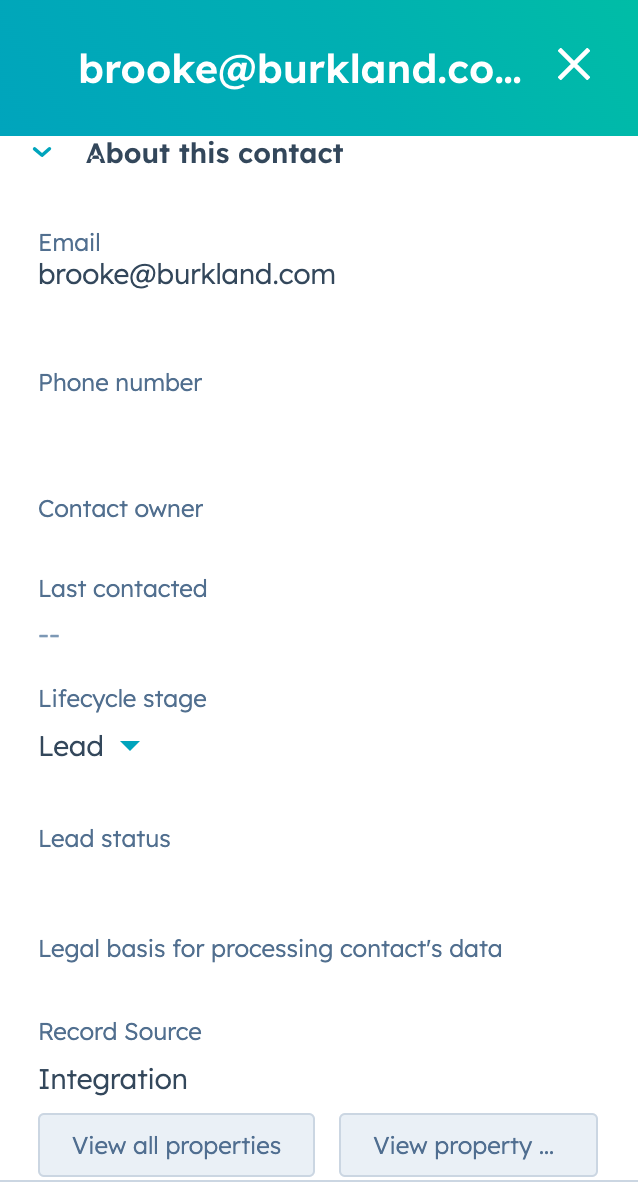 brooke@burkland.co...
About this contact
Email
brooke@burkland.com
Phone number
Contact owner
Last contacted
--
Lifecycle stage
Lead
Lead status
Legal basis for processing contact's data
Record Source
Integration
View all properties
View property ...